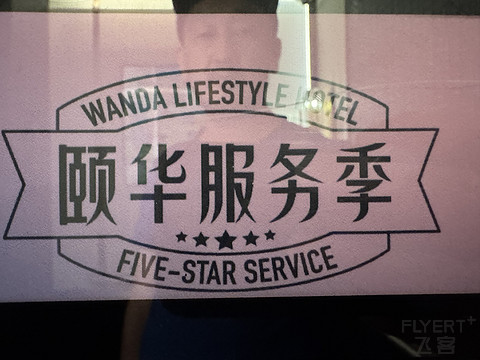 WANDA LIFESTYLE HOTEL
颐华服务季
FIVE-STAR SERVICE
FLYERT+
飞客